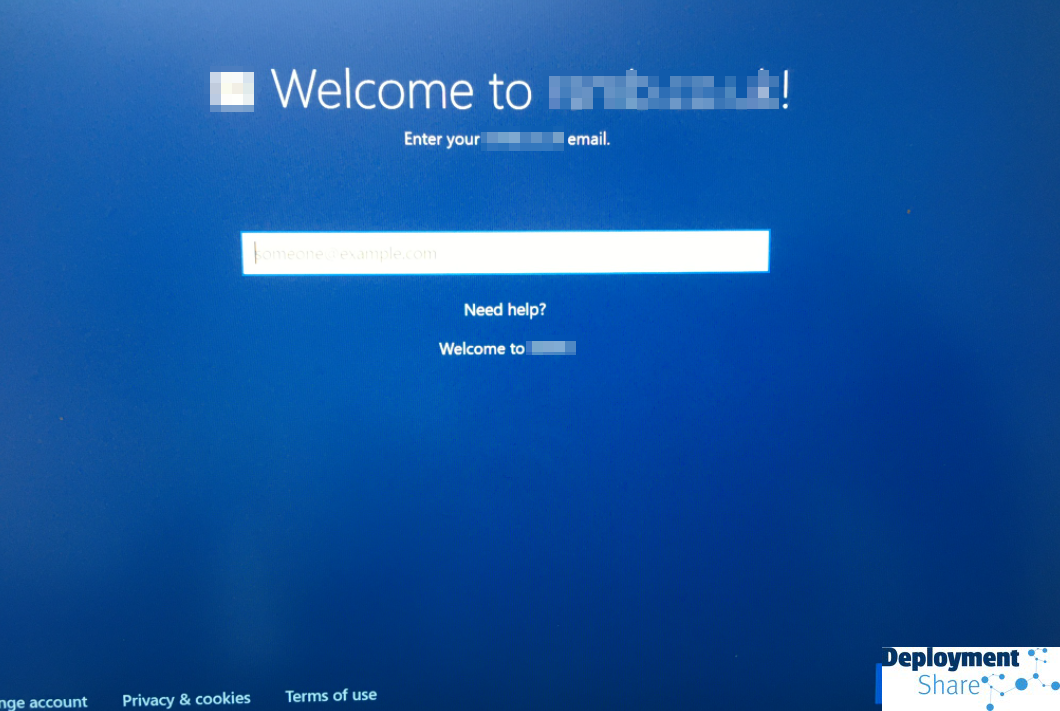 Welcome to !
Enter your email.
someone@example.com
Need help?
Welcome to
nge account
Privacy & cookies
Terms of use
Deployment
Share